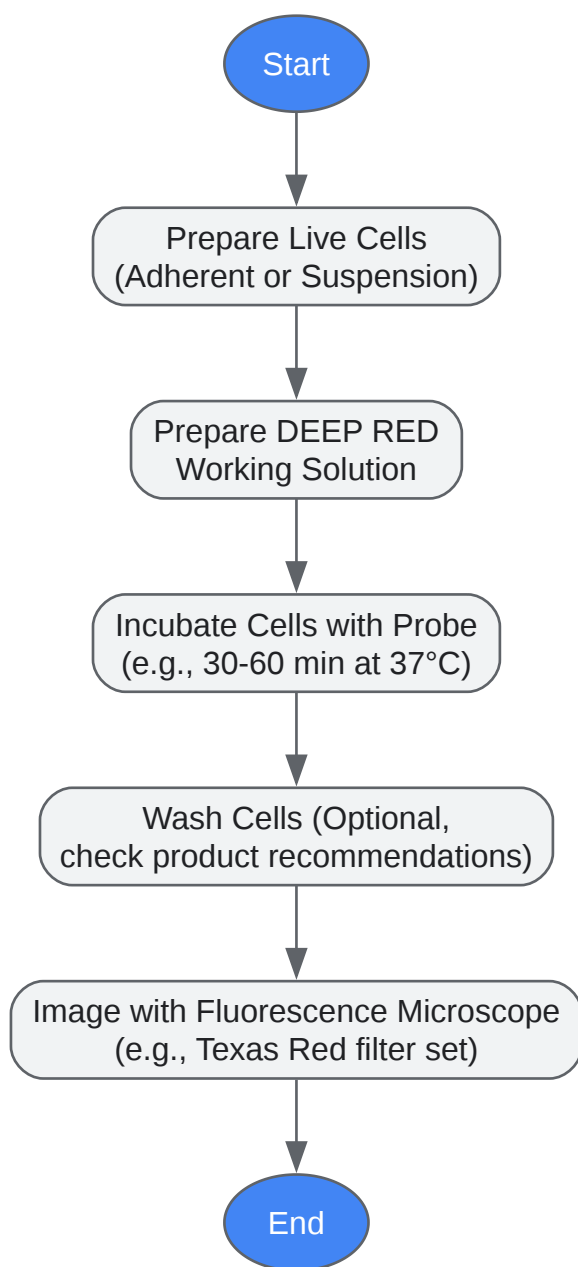 Start
Prepare Live Cells
(Adherent or Suspension)
Prepare DEEP RED
Working Solution
Incubate Cells with Probe
(e.g., 30-60 min at 37°C)
Wash Cells (Optional,
check product recommendations)
Image with Fluorescence Microscope
(e.g., Texas Red filter set)
End